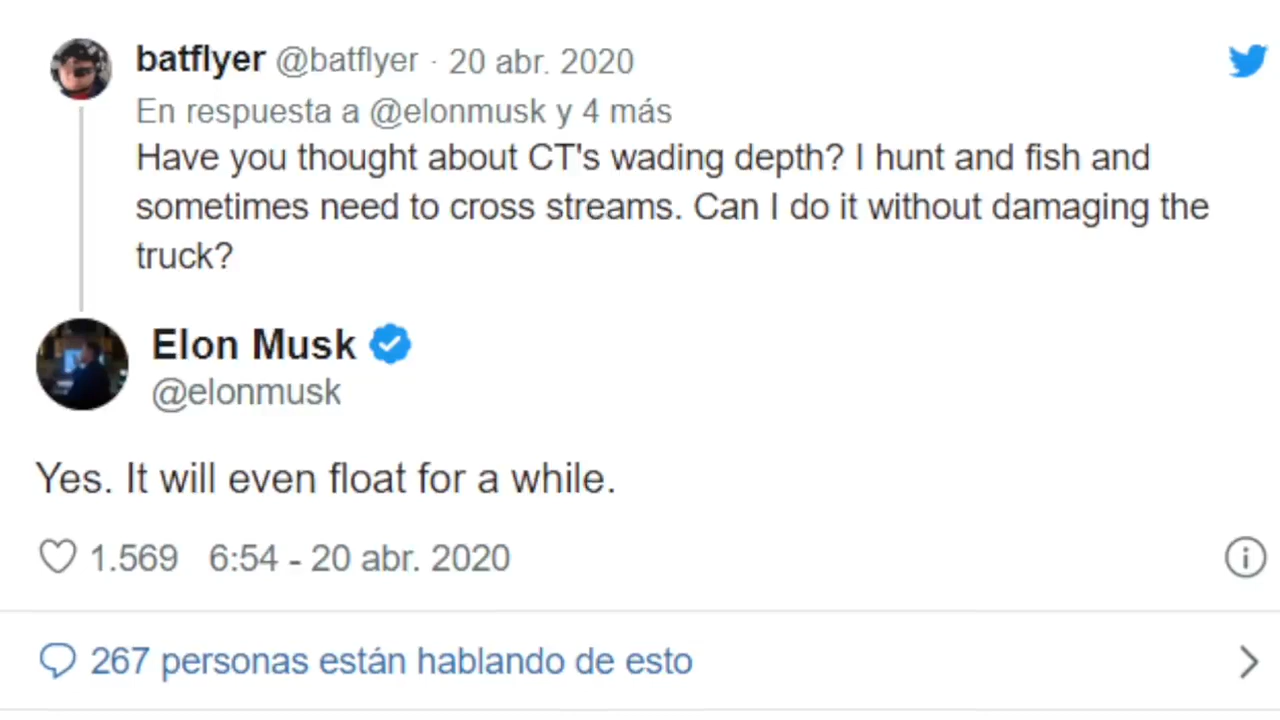 batflyer @batflyer · 20 abr. 2020
En respuesta a @elonmusk y 4 más
Have you thought about CT's wading depth? I hunt and fish and
sometimes need to cross streams. Can I do it without damaging the
truck?
Elon Musk
@elonmusk
Yes. It will even float for a while.
1.569 6:54 - 20 abr. 2020
267 personas están hablando de esto